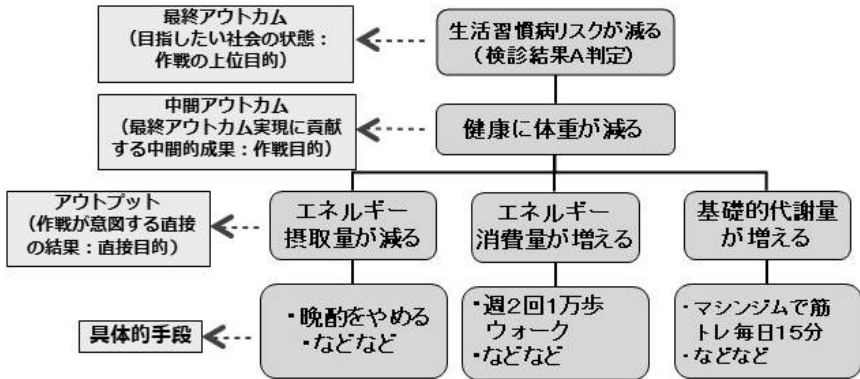 最終アウトカム
（目指したい社会の状態：
作戦の上位目的）
生活習慣病リスクが減る
（検診結果A判定）
中間アウトカム
（最終アウトカム実現に貢献
する中間的成果：作戦目的）
健康に体重が減る
アウトプット
（作戦が意図する直接
の結果：直接目的）
エネルギー
摂取量が減る
エネルギー
消費量が増える
基礎的代謝量
が増える
具体的手段
・晩酌をやめる
・などなど
・週2回1万歩
ウォーク
・などなど
・マシンジムで筋
トレ毎日15分
・などなど